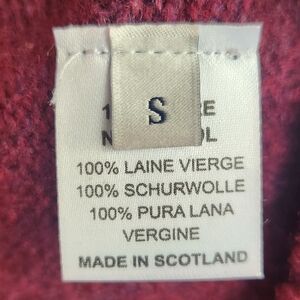 S
100% LAINE VIERGE
100% SCHURWOLLE
100% PURA LANA
VERGINE
MADE IN SCOTLAND